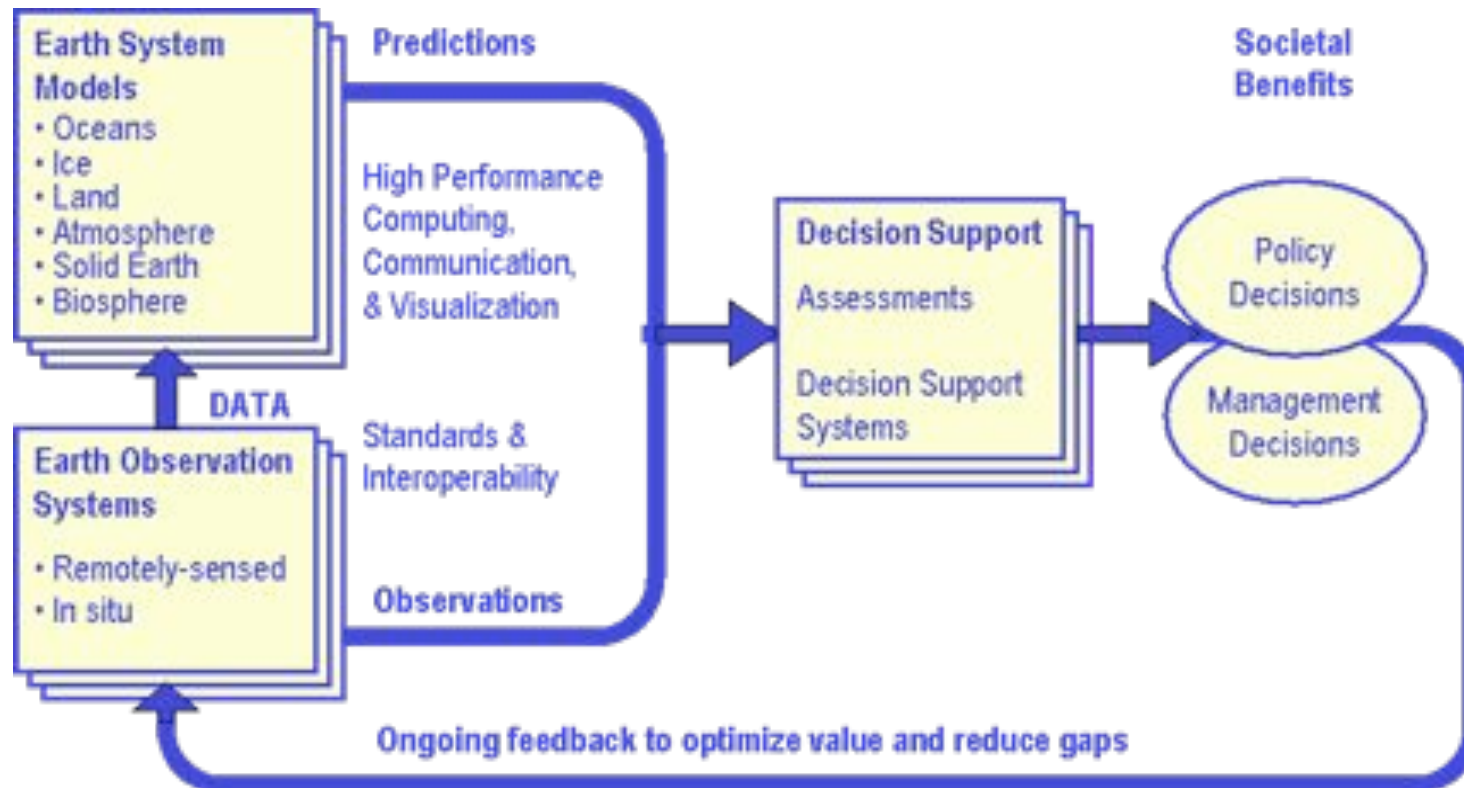 Earth System
Models
• Oceans
• Ice
• Land
• Atmosphere
• Solid Earth
• Biosphere
DATA
Earth Observation
Systems
• Remotely-sensed
• In situ
Predictions
High Performance
Computing,
Communication,
& Visualization
Standards &
Interoperability
Observations
Decision Support
Assessments
Decision Support
Systems
Societal
Benefits
Policy
Decisions
Management
Decisions
Ongoing feedback to optimize value and reduce gaps